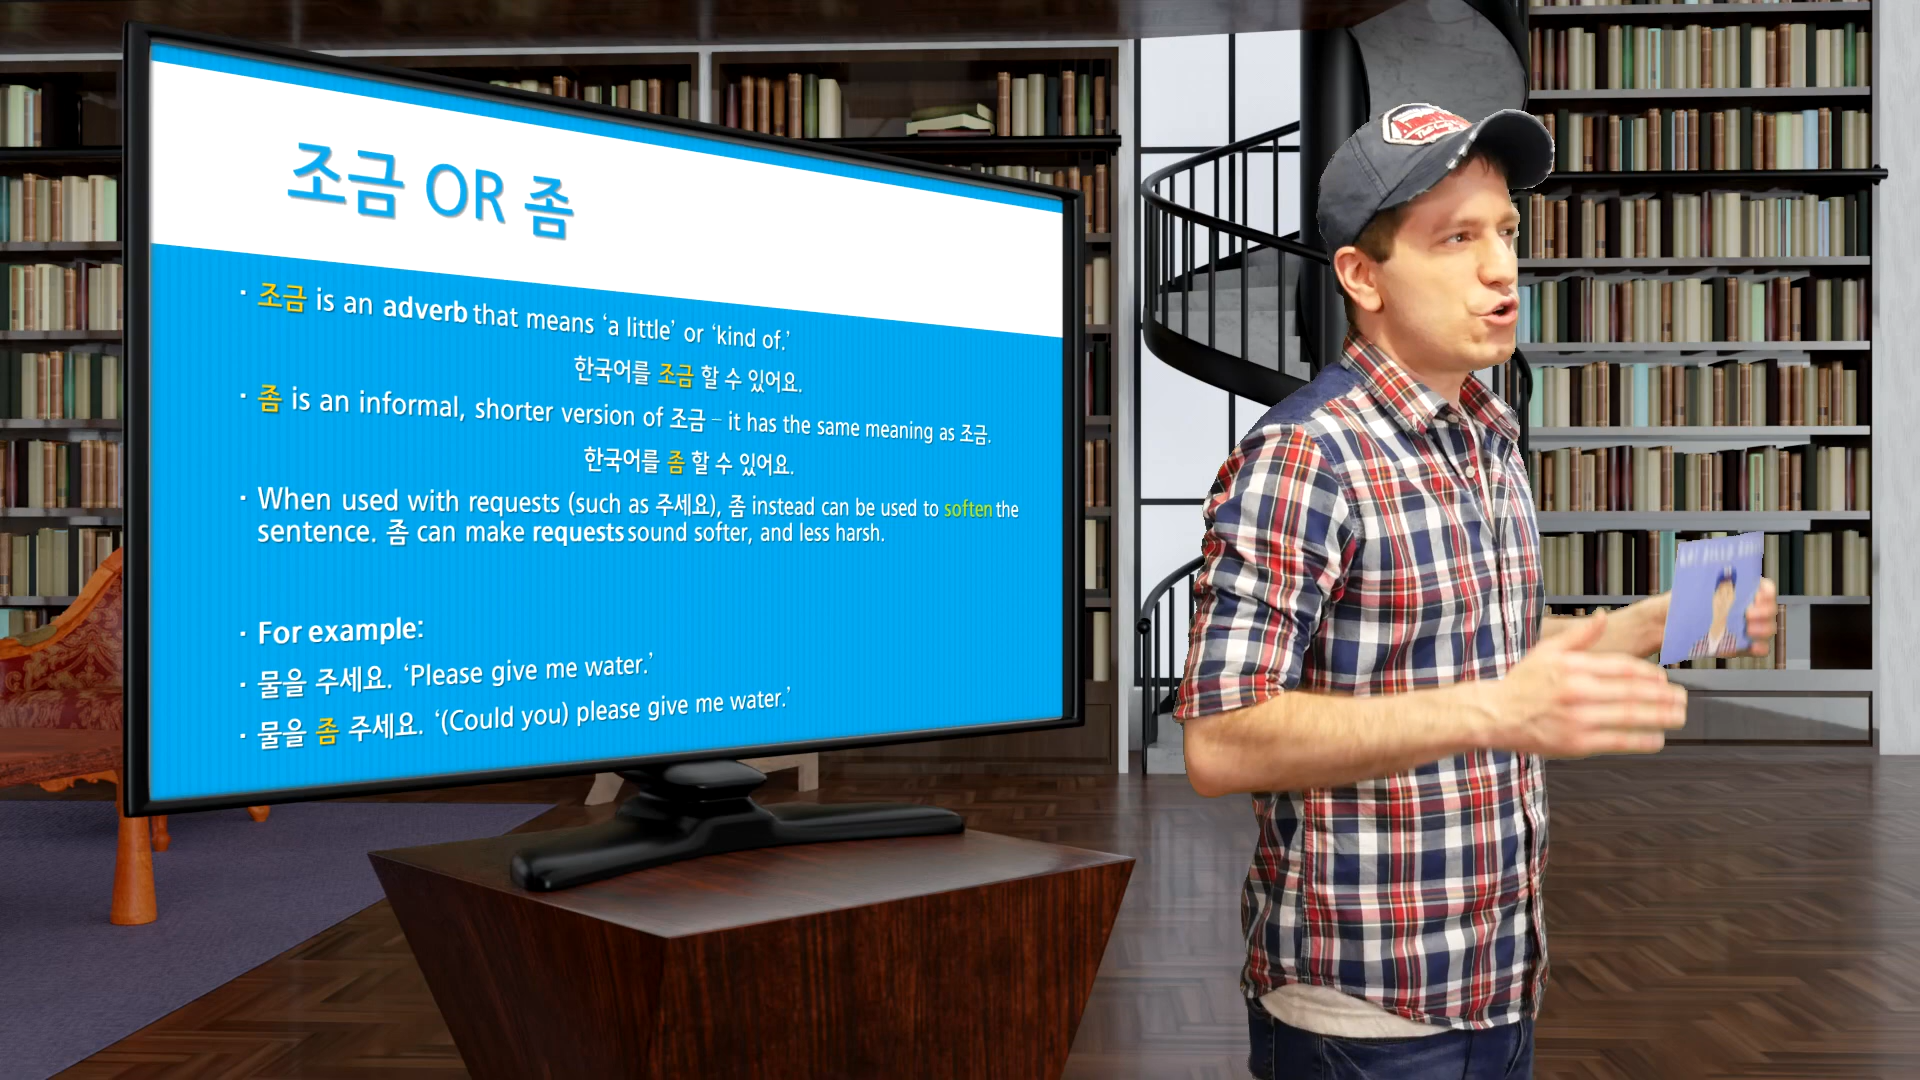 조금 OR 좀
· 조금 is an adverb that means ‘a little’ or ‘kind of.’
한국어를 조금 할 수 있어요.
· 좀 is an informal, shorter version of 조금 – it has the same meaning as 조금.
한국어를 좀 할 수 있어요.
· When used with requests (such as 주세요), 좀 instead can be used to soften the
sentence. 좀 can make requests sound softer, and less harsh.
· For example:
· 물을 주세요. ‘Please give me water.’
· 물을 좀 주세요. ‘(Could you) please give me water.’